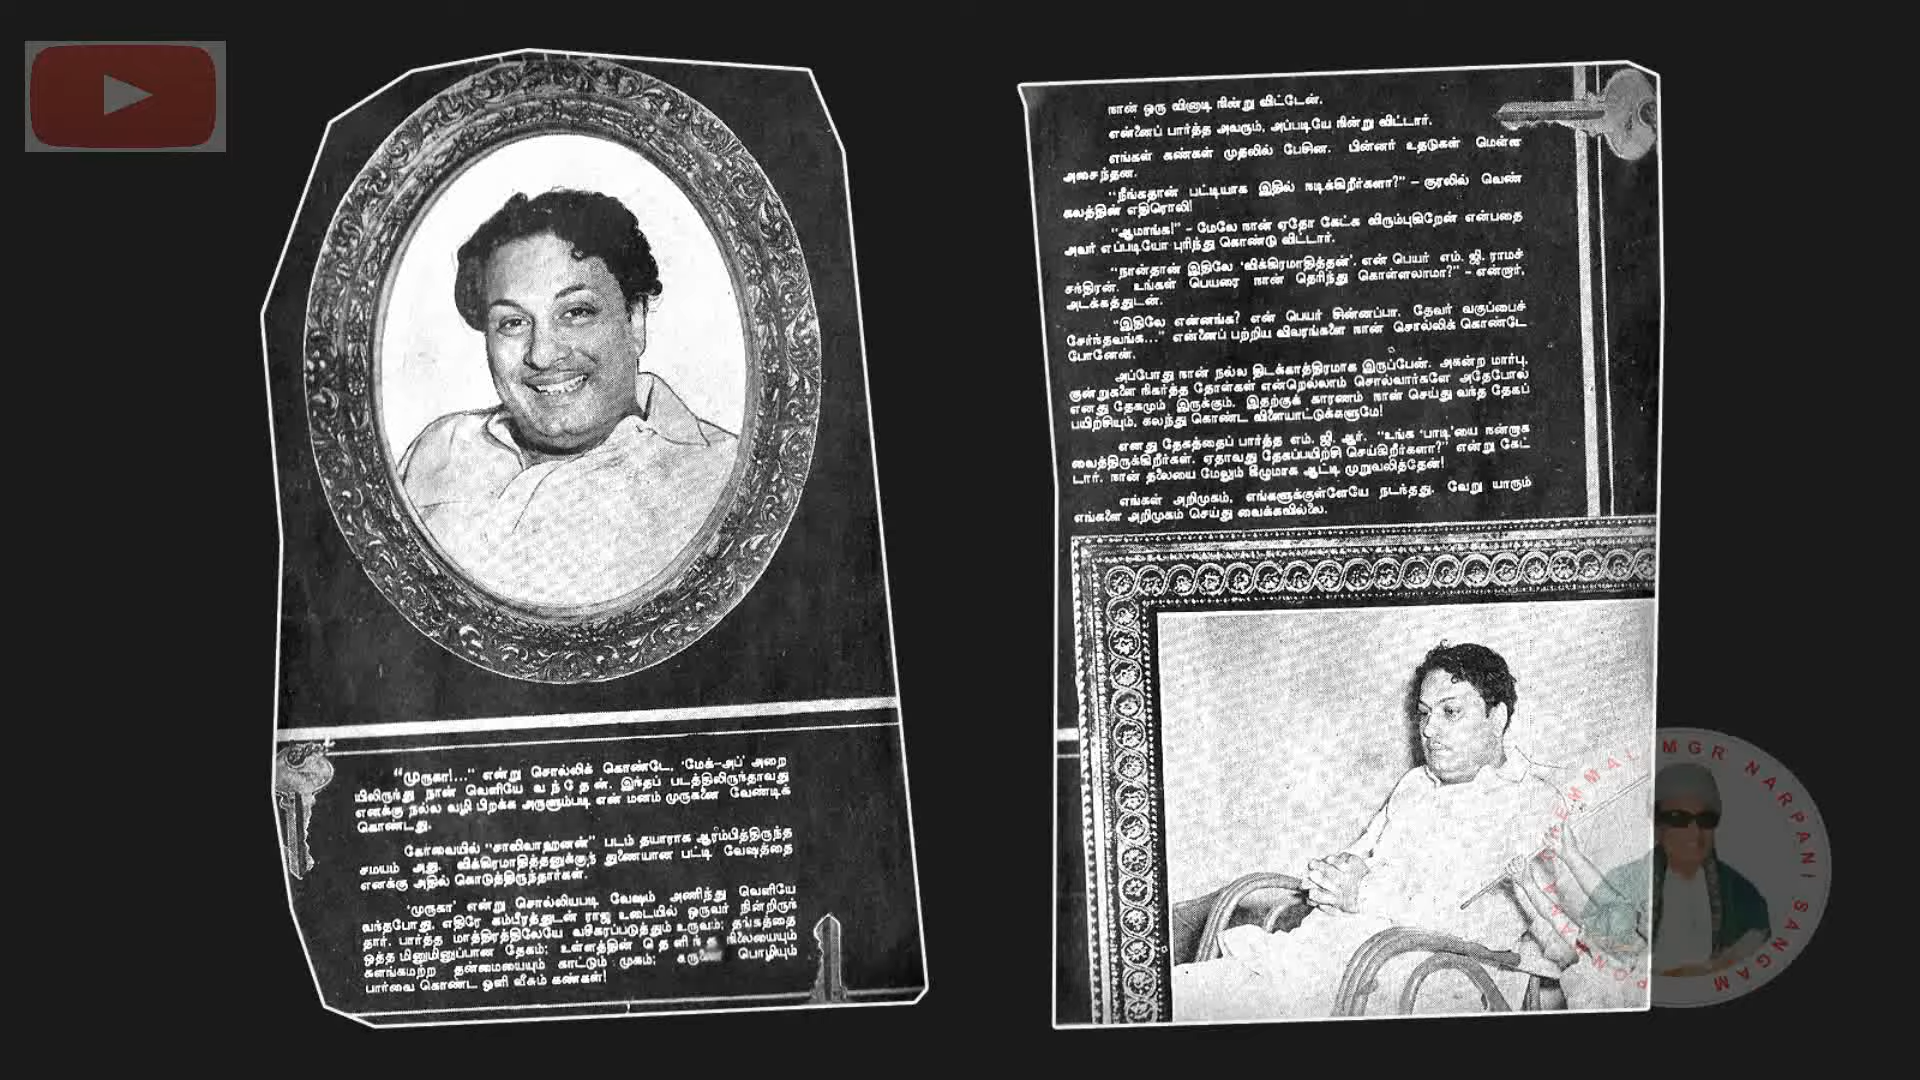 “முருகா!...” என்று சொல்லிக் கொண்டே, ‘மேக்-அப்’ அறை
யிலிருந்து நான் வெளியே வந்தேன். இந்தப் படத்திலிருந்தாவது
எனக்கு நல்ல வழி பிறக்க அருளும்படி என் மனம் முருகனை வேண்டிக்
கொண்டது.
கோவையில் “சாலிவாஹனன்” படம் தயாராக ஆரம்பித்திருந்த
சமயம் அது. விக்கிரமாதித்தனுக்குத் துணையான பட்டி வேஷத்தை
எனக்கு அதில் கொடுத்திருந்தார்கள்.
‘முருகா’ என்று சொல்லியபடி வேஷம் அணிந்து வெளியே
வந்தபோது, எதிரே கம்பீரத்துடன் ராஜ உடையில் ஒருவர் நின்றிருந்
தார். பார்த்த மாத்திரத்திலேயே வசீகரப்படுத்தும் உருவம்; தங்கத்தை
ஒத்த மினுமினுப்பான தேகம்; உள்ளத்தின் தெளிந்த நிலையையும்
களங்கமற்ற தன்மையையும் காட்டும் முகம்; பொழியும்
பார்வை கொண்ட ஒளி வீசும் கண்கள்!
நான் ஒரு வினாடி நின்று விட்டேன்.
என்னைப் பார்த்த அவரும், அப்படியே நின்று விட்டார்.
எங்கள் கண்கள் முதலில் பேசின. பின்னர் உதடுகள் மெள்ள
அசைந்தன.
“நீங்கதான் பட்டியாக இதில் நடிக்கிறீர்களா?” – குரலில் வெண்
கலத்தின் எதிரொலி!
“ஆமாங்க!” – மேலே நான் ஏதோ கேட்க விரும்புகிறேன் என்பதை
அவர் எப்படியோ புரிந்து கொண்டு விட்டார்.
“நான்தான் இதிலே ‘விக்கிரமாதித்தன்’. என் பெயர் எம். ஜி. ராமச்
சந்திரன். உங்கள் பெயரை நான் தெரிந்து கொள்ளலாமா?” – என்றார்,
அடக்கத்துடன்.
“இதிலே என்னங்க? என் பெயர் சின்னப்பா. தேவர் வகுப்பைச்
சேர்ந்தவங்க...” என்னைப் பற்றிய விவரங்களை நான் சொல்லிக் கொண்டே
போனேன்.
அப்போது நான் நல்ல திடக்காத்திரமாக இருப்பேன். அகன்ற மார்பு,
குன்றுகளை நிகர்த்த தோள்கள் என்றெல்லாம் சொல்வார்களே அதேபோல்
எனது தேகமும் இருக்கும். இதற்குக் காரணம் நான் செய்து வந்த தேகப்
பயிற்சியும், கலந்து கொண்ட விளையாட்டுக்களுமே!
எனது தேகத்தைப் பார்த்த எம். ஜி. ஆர். “உங்க ‘பாடி’யை நன்றாக
வைத்திருக்கிறீர்கள். ஏதாவது தேகப்பயிற்சி செய்கிறீர்களா?” என்று கேட்
டார். நான் தலையை மேலும் கீழுமாக ஆட்டி முறுவலித்தேன்!
எங்கள் அறிமுகம், எங்களுக்குள்ளேயே நடந்தது. வேறு யாரும்
எங்களை அறிமுகம் செய்து வைக்கவில்லை.
PONMANACHEMMAL MGR NARPANI SANGAM